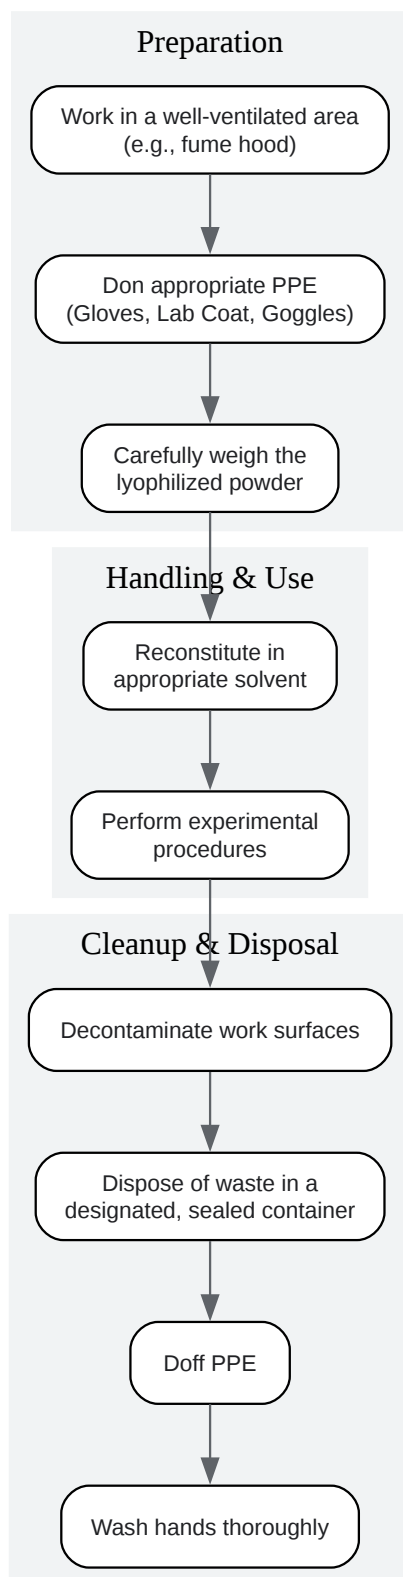 Preparation
Work in a well-ventilated area
(e.g., fume hood)
Don appropriate PPE
(Gloves, Lab Coat, Goggles)
Carefully weigh the
lyophilized powder
Handling & Use
Reconstitute in
appropriate solvent
Perform experimental
procedures
Cleanup & Disposal
Decontaminate work surfaces
Dispose of waste in a
designated, sealed container
Doff PPE
Wash hands thoroughly